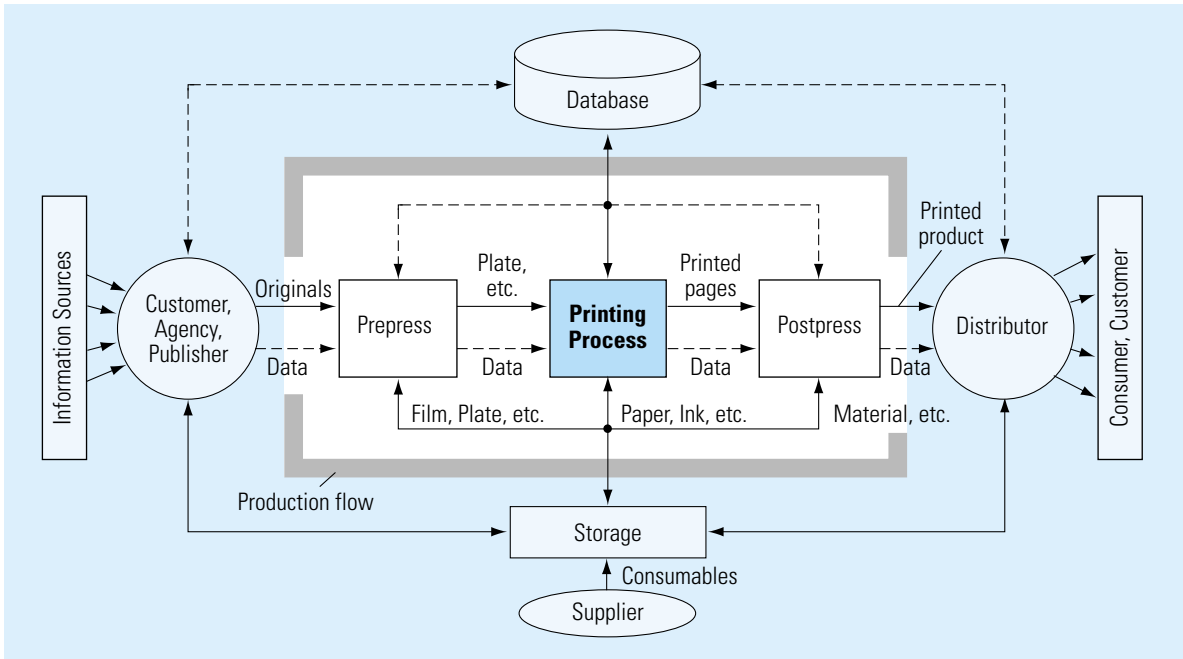 Database
Information Sources
Customer,
Agency,
Publisher
Originals
Data
Prepress
Plate,
etc.
Data
Printing
Process
Printed
pages
Data
Postpress
Printed
product
Data
Distributor
Consumer, Customer
Film, Plate, etc.
Paper, Ink, etc.
Material, etc.
Production flow
Storage
Consumables
Supplier